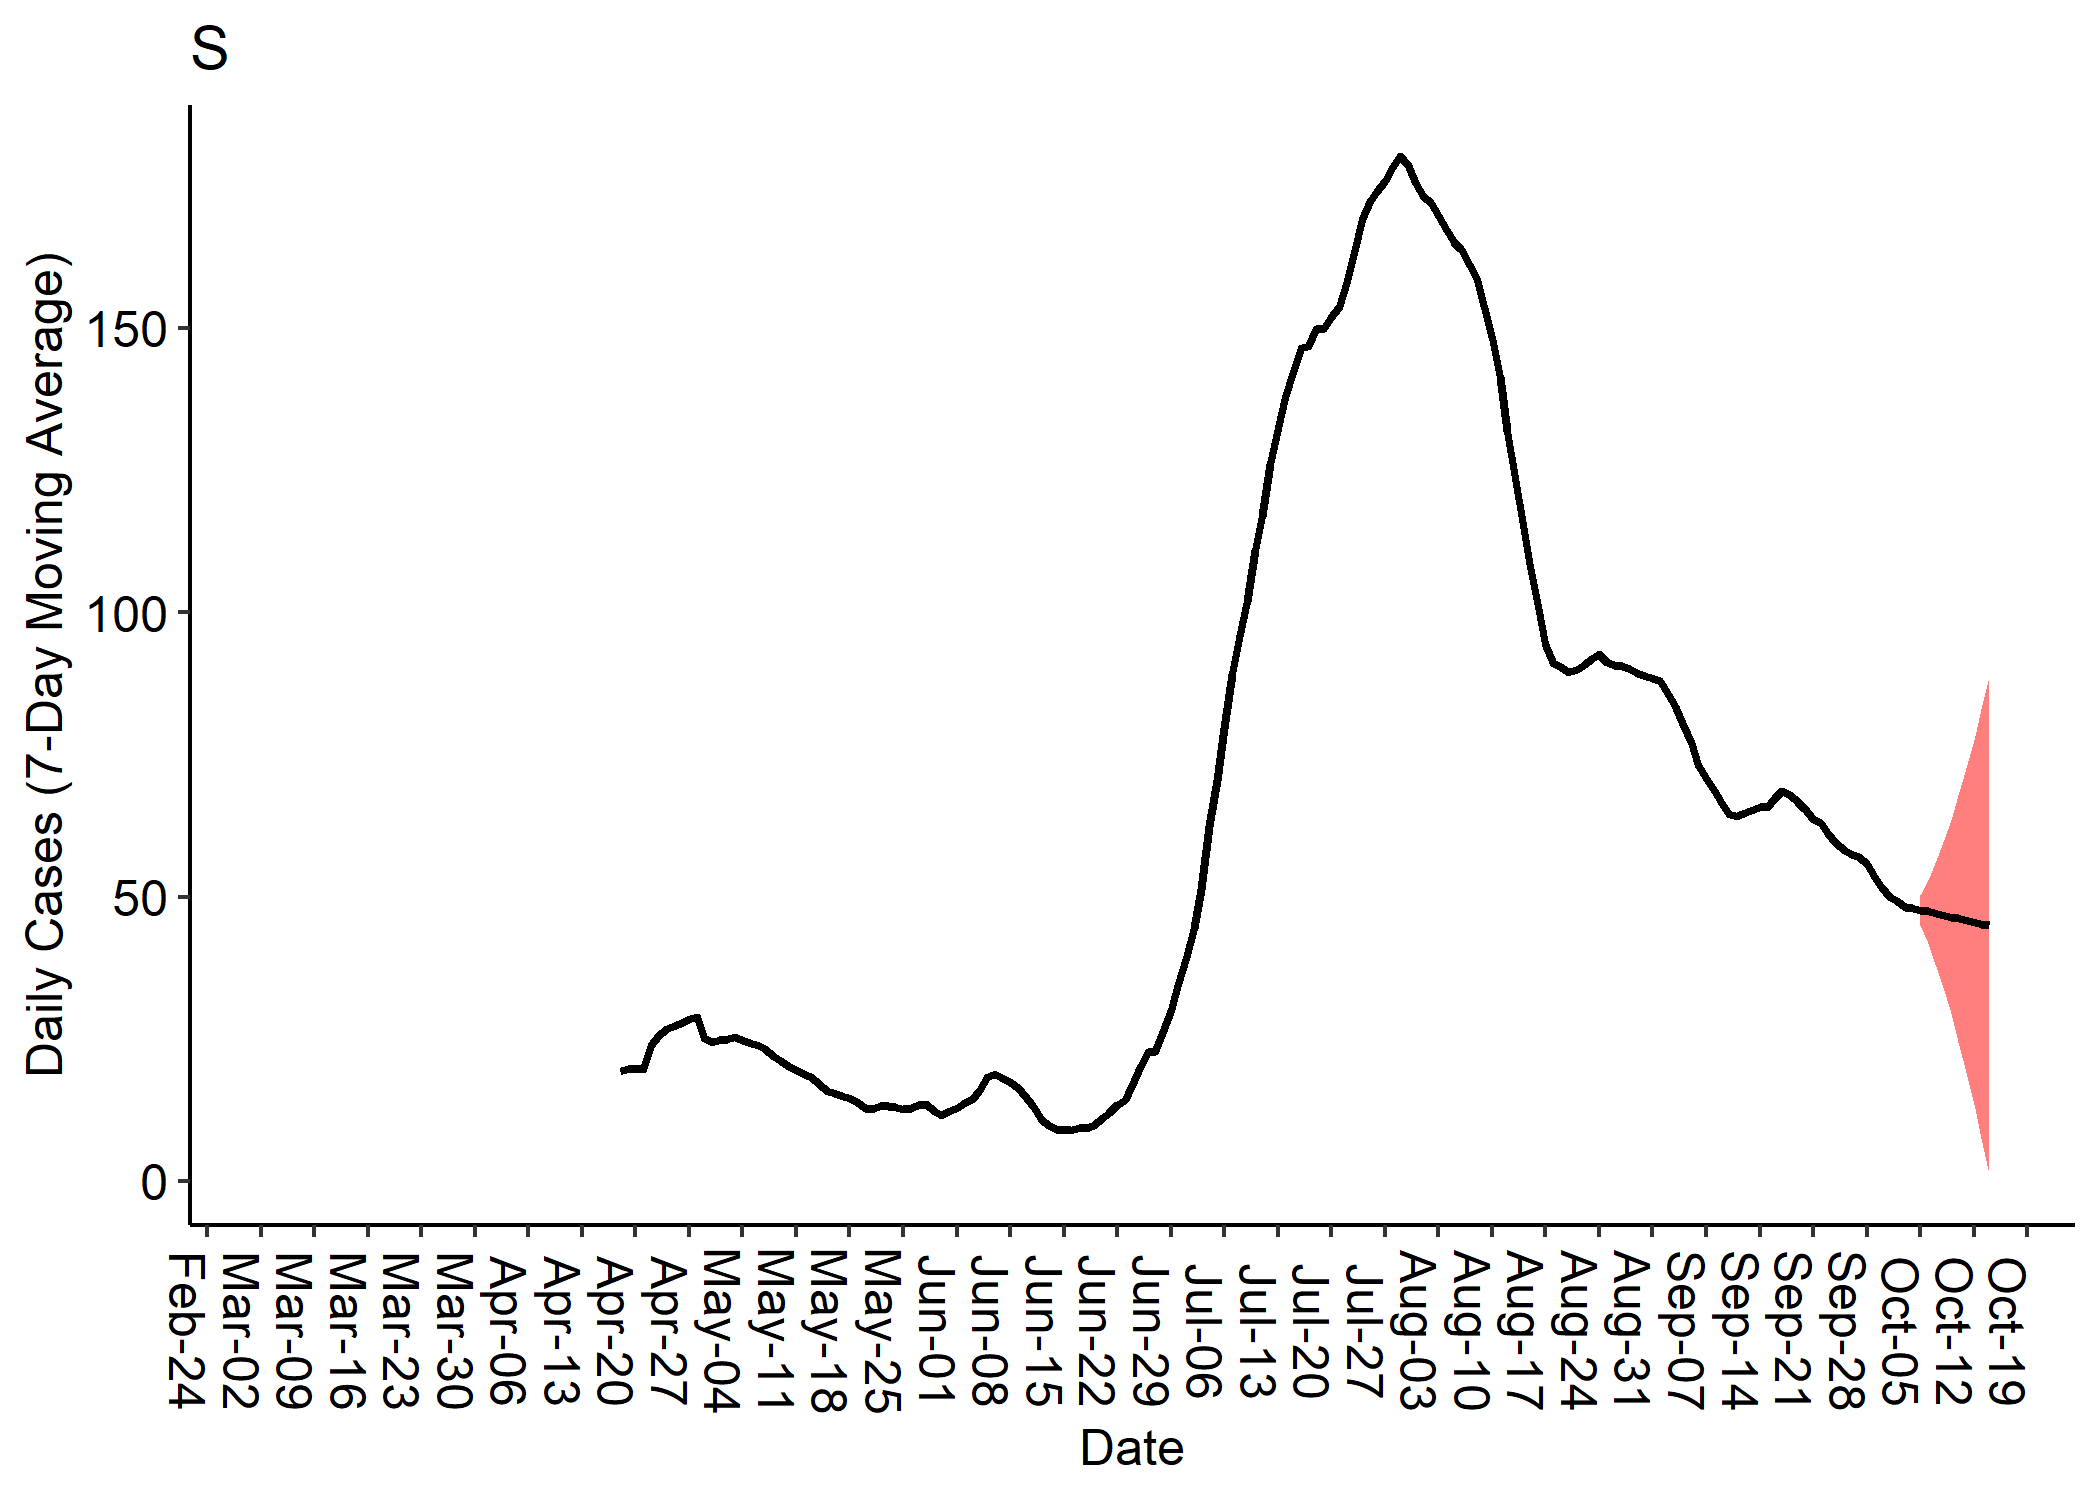 S
Daily Cases (7-Day Moving Average)
150
100
50
0
Feb-24
Mar-02
Mar-09
Mar-16
Mar-23
Mar-30
Apr-06
Apr-13
Apr-20
Apr-27
May-04
May-11
May-18
May-25
Jun-01
Jun-08
Jun-15
Jun-22
Jun-29
Jul-06
Jul-13
Jul-20
Jul-27
Aug-03
Aug-10
Aug-17
Aug-24
Aug-31
Sep-07
Sep-14
Sep-21
Sep-28
Oct-05
Oct-12
Oct-19
Date